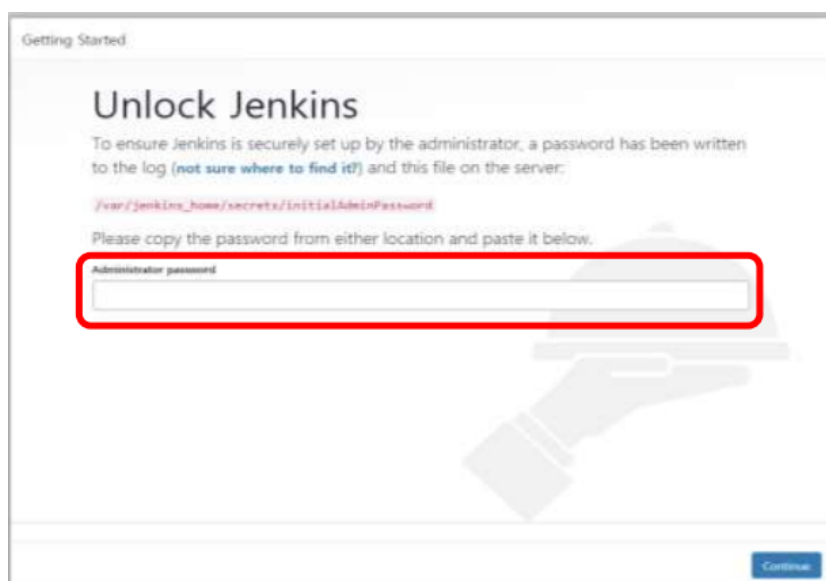 Getting Started
Unlock Jenkins
To ensure Jenkins is securely set up by the administrator, a password has been written
to the log (not sure where to find it?) and this file on the server:
/var/jenkins_home/secrets/initialAdminPassword
Please copy the password from either location and paste it below.
Administrator password
Continue